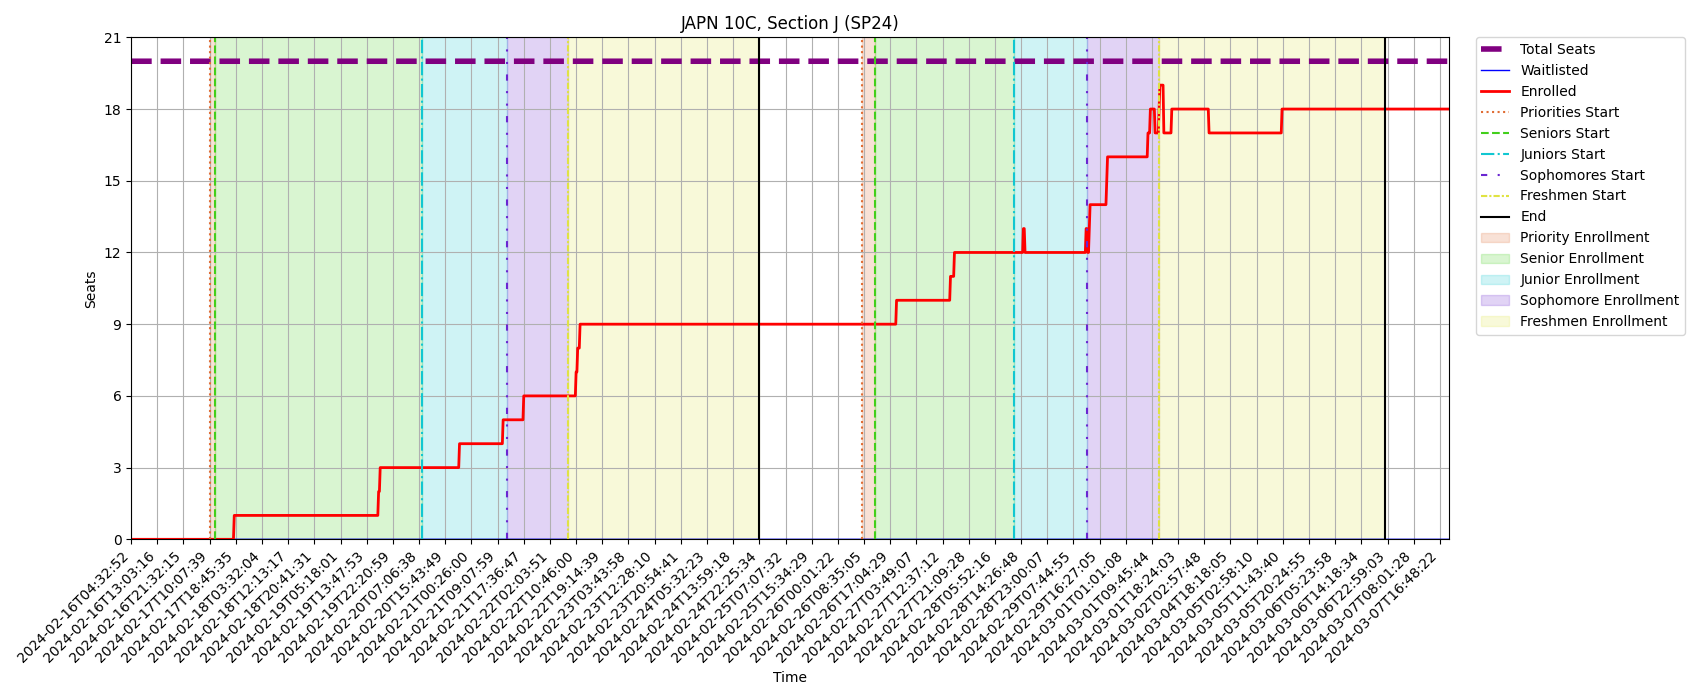 JAPN 10C, Section J (SP24)
Seats
21
18
15
12
9
6
3
0
2024-02-16T04:32:52
2024-02-16T13:03:16
2024-02-16T21:32:15
2024-02-17T10:07:39
2024-02-17T18:45:35
2024-02-18T03:32:04
2024-02-18T12:13:17
2024-02-18T20:41:31
2024-02-19T05:18:01
2024-02-19T13:47:53
2024-02-19T22:20:59
2024-02-20T07:06:38
2024-02-20T15:43:49
2024-02-21T00:26:00
2024-02-21T09:07:59
2024-02-21T17:36:47
2024-02-22T02:03:51
2024-02-22T10:46:00
2024-02-22T19:14:39
2024-02-23T03:43:58
2024-02-23T12:28:10
2024-02-23T20:54:41
2024-02-24T05:32:23
2024-02-24T13:59:18
2024-02-24T22:25:34
2024-02-25T07:07:32
2024-02-25T15:34:29
2024-02-26T00:01:22
2024-02-26T08:35:05
2024-02-26T17:04:29
2024-02-27T03:49:07
2024-02-27T12:37:12
2024-02-27T21:09:28
2024-02-28T05:52:16
2024-02-28T14:26:48
2024-02-28T23:00:07
2024-02-29T07:44:55
2024-02-29T16:27:05
2024-03-01T01:01:08
2024-03-01T09:45:44
2024-03-01T18:24:03
2024-03-02T02:57:48
2024-03-04T18:18:05
2024-03-05T02:58:10
2024-03-05T11:43:40
2024-03-05T20:24:55
2024-03-06T05:23:58
2024-03-06T14:18:34
2024-03-06T22:59:03
2024-03-07T08:01:28
2024-03-07T16:48:22
Time
Total Seats
Waitlisted
Enrolled
Priorities Start
Seniors Start
Juniors Start
Sophomores Start
Freshmen Start
End
Priority Enrollment
Senior Enrollment
Junior Enrollment
Sophomore Enrollment
Freshmen Enrollment